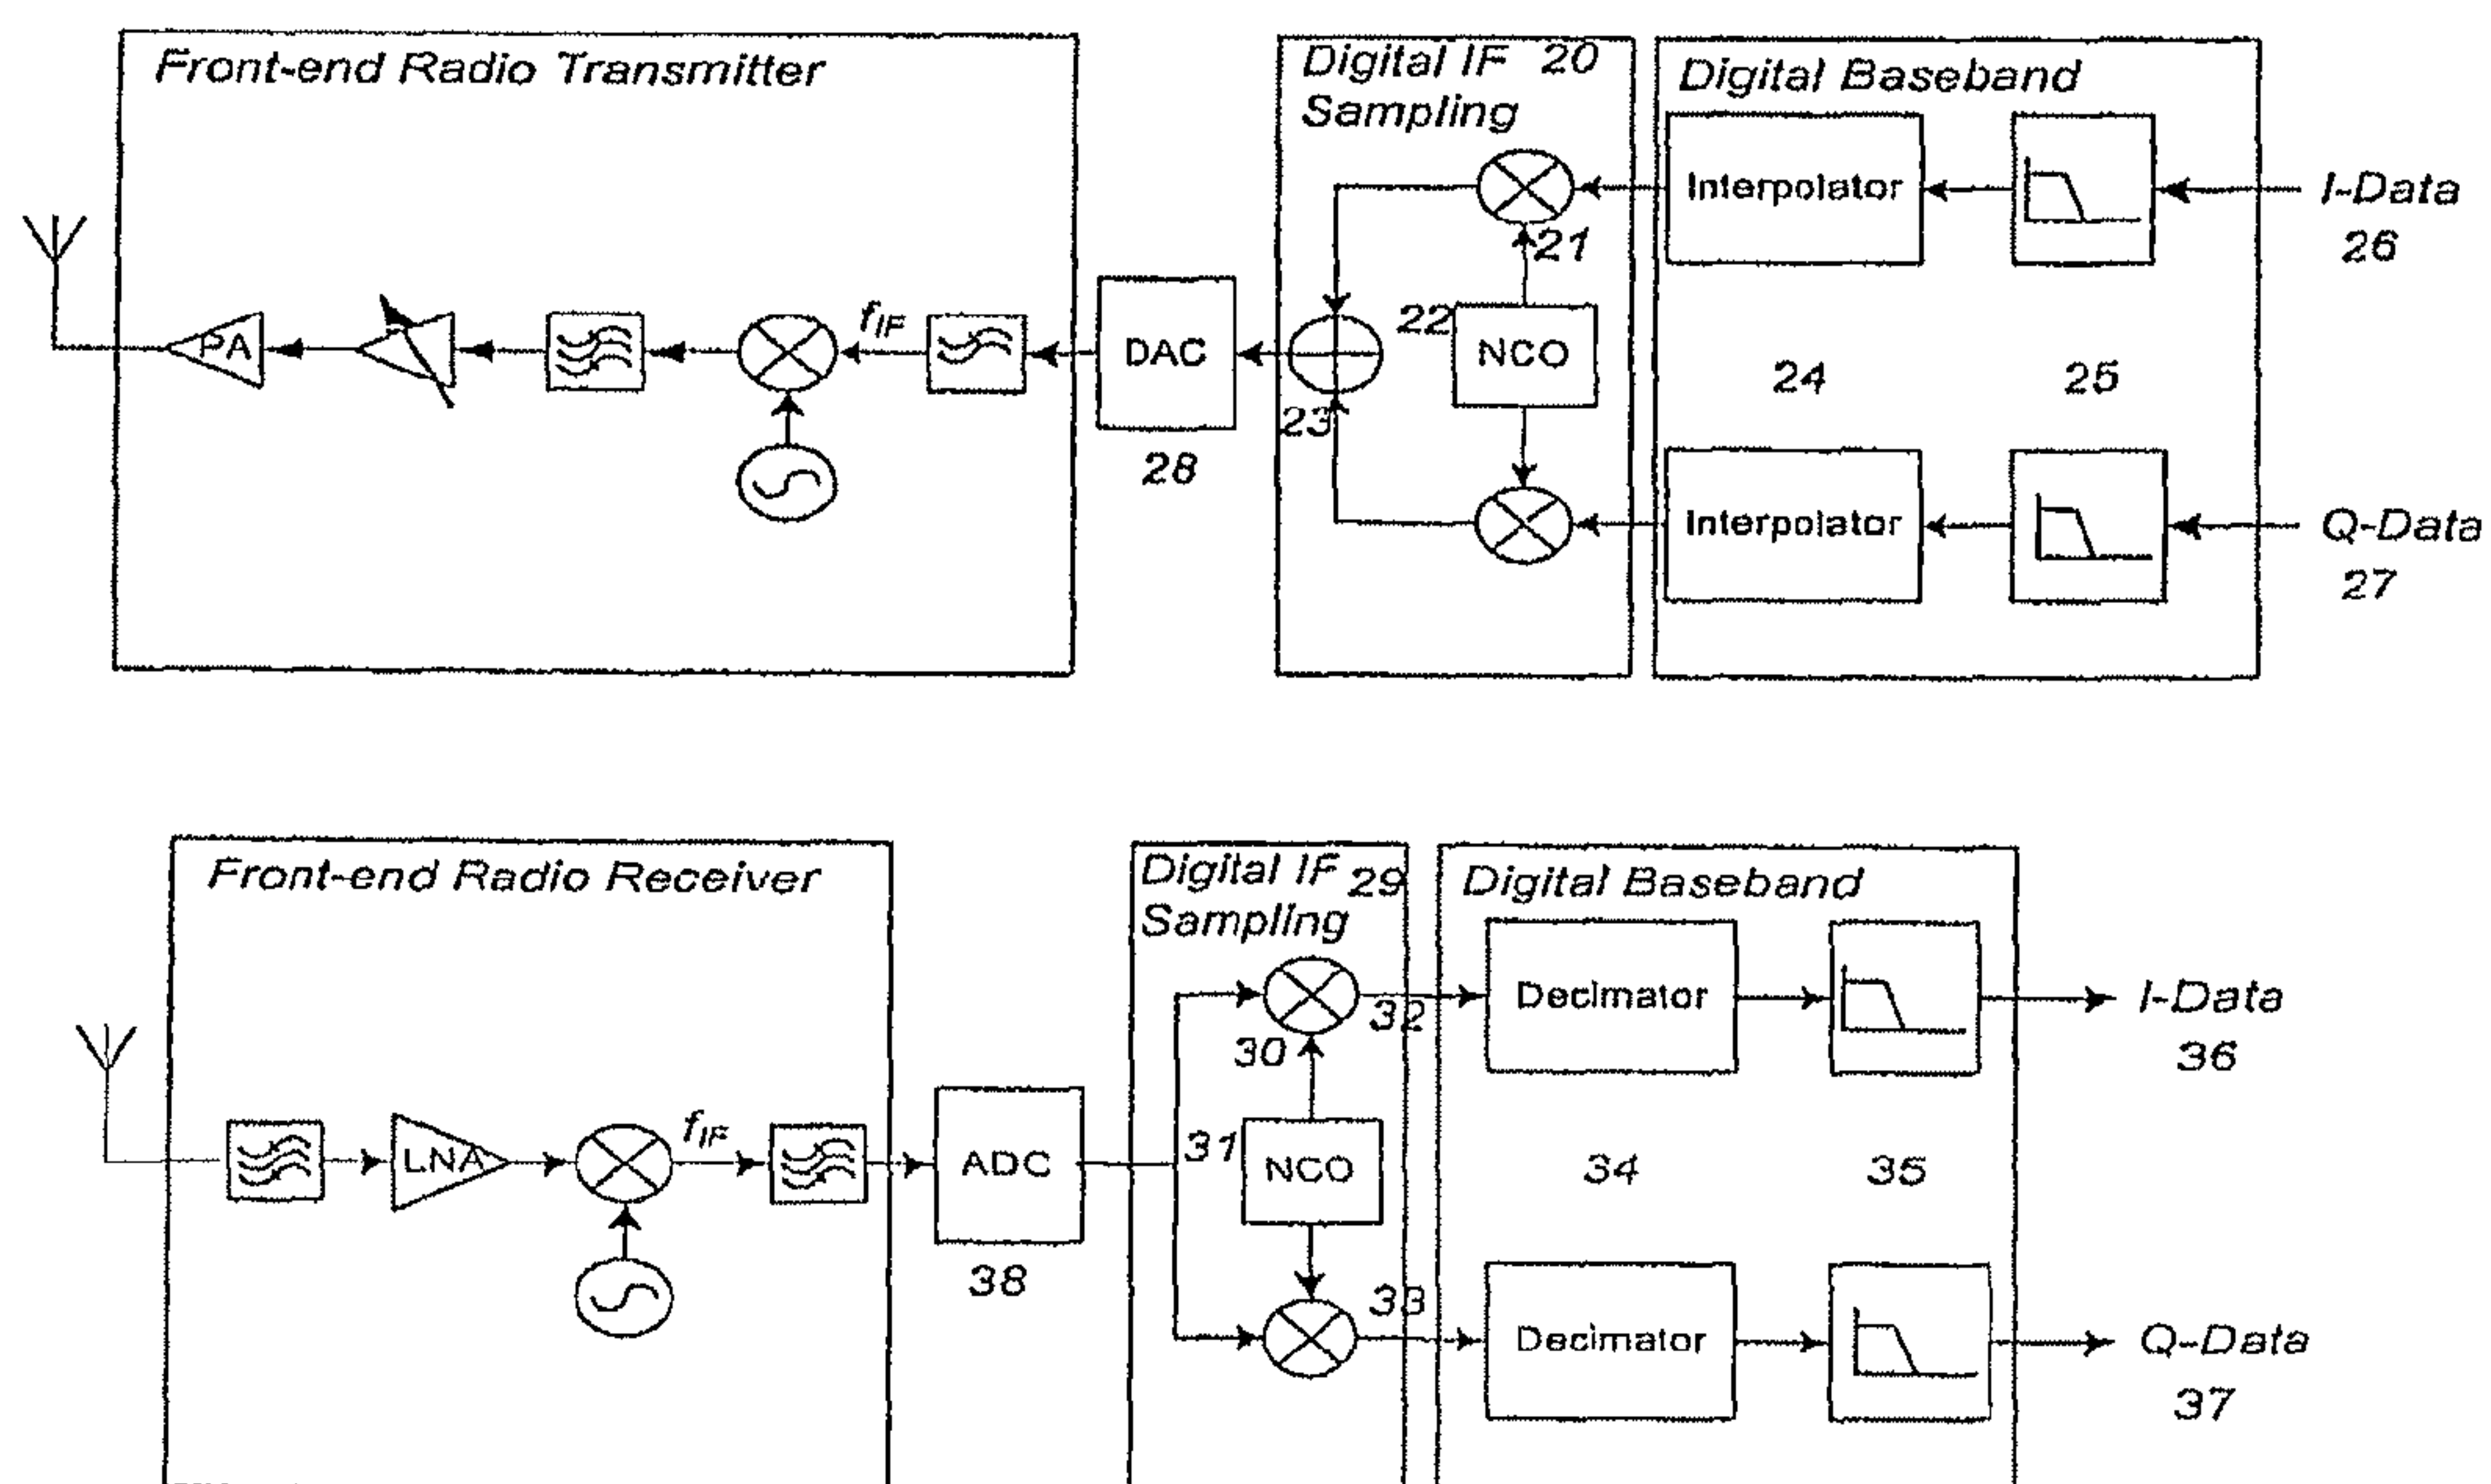 Front-end Radio Transmitter
Digital IF 20
Sampling
Digital Baseband
Interpolator
I-Data
21
26
PA
fIF
DAC
22
NCO
24
25
23
28
Interpolator
Q-Data
27
Front-end Radio Receiver
Digital IF 29
Sampling
Digital Baseband
Decimator
I-Data
32
30
36
LNA
fIF
ADC
31
NCO
34
35
38
33
Decimator
Q-Data
37